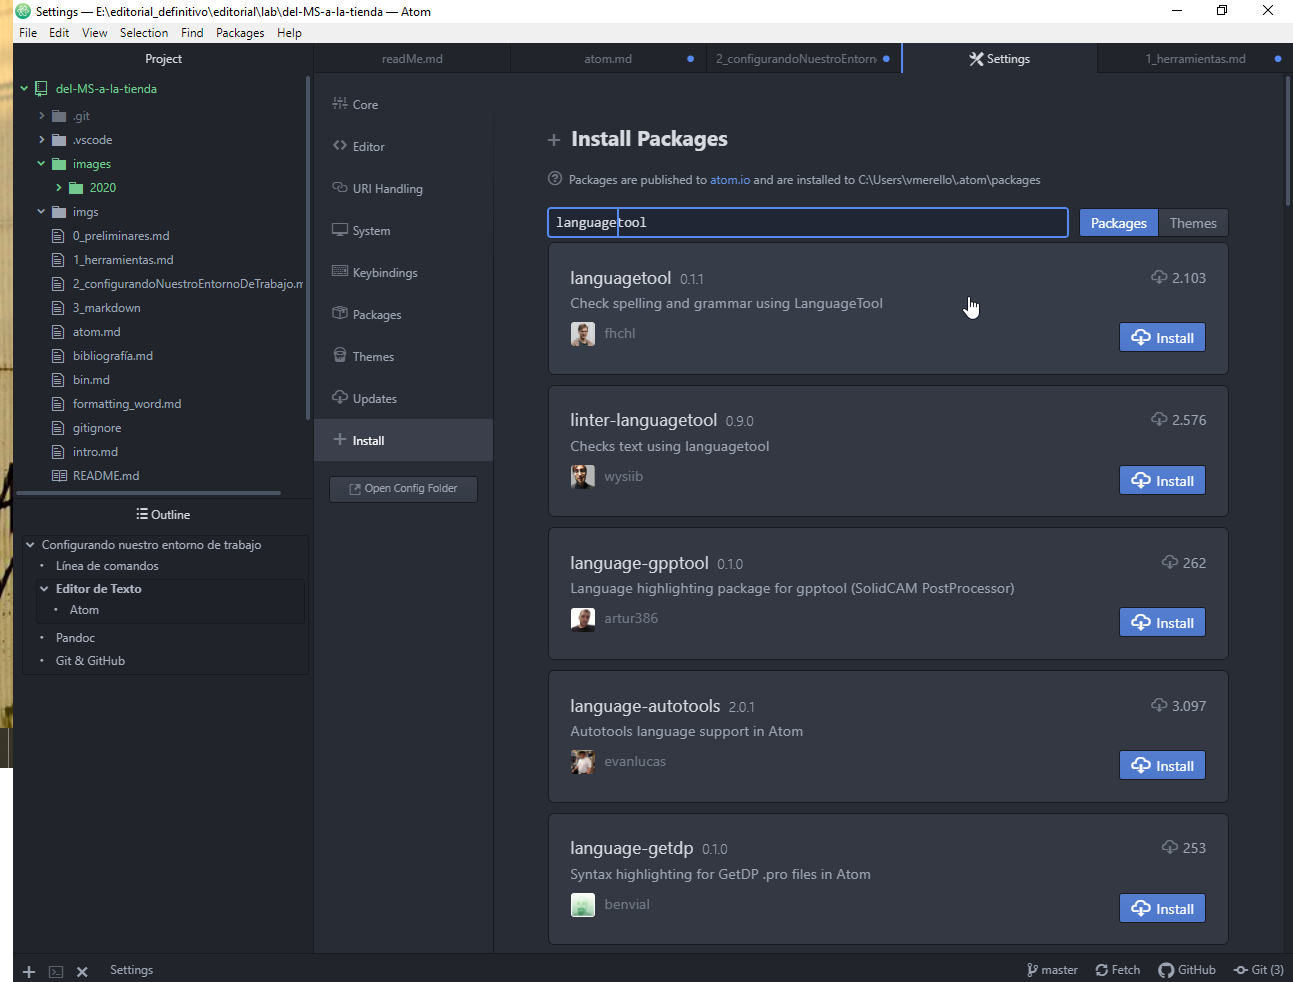 Settings — E:\editorial_definitivo\editorial\lab\del-MS-a-la-tienda — Atom
File Edit View Selection Find Packages Help
Project
readMe.md
atom.md
2_configurandoNuestroEntorn
Settings
1_herramientas.md
del-MS-a-la-tienda
.git
.vscode
images
2020
imgs
0_preliminares.md
1_herramientas.md
2_configurandoNuestroEntornoDeTrabajo.m
3_markdown
atom.md
bibliografía.md
bin.md
formatting_word.md
gitignore
intro.md
README.md
Outline
Configurando nuestro entorno de trabajo
Línea de comandos
Editor de Texto
Atom
Pandoc
Git & GitHub
Core
Editor
URI Handling
System
Keybindings
Packages
Themes
Updates
Install
Open Config Folder
Install Packages
Packages are published to atom.io and are installed to C:\Users\vmerello\.atom\packages
languagetool
Packages
Themes
languagetool 0.1.1
2.103
Check spelling and grammar using LanguageTool
fhchl
Install
linter-languagetool 0.9.0
2.576
Checks text using languagetool
wysiib
Install
language-gpptool 0.1.0
262
Language highlighting package for gpptool (SolidCAM PostProcessor)
artur386
Install
language-autotools 2.0.1
3.097
Autotools language support in Atom
evanlucas
Install
language-getdp 0.1.0
253
Syntax highlighting for GetDP .pro files in Atom
benvial
Install
Settings
master
Fetch
GitHub
Git (3)